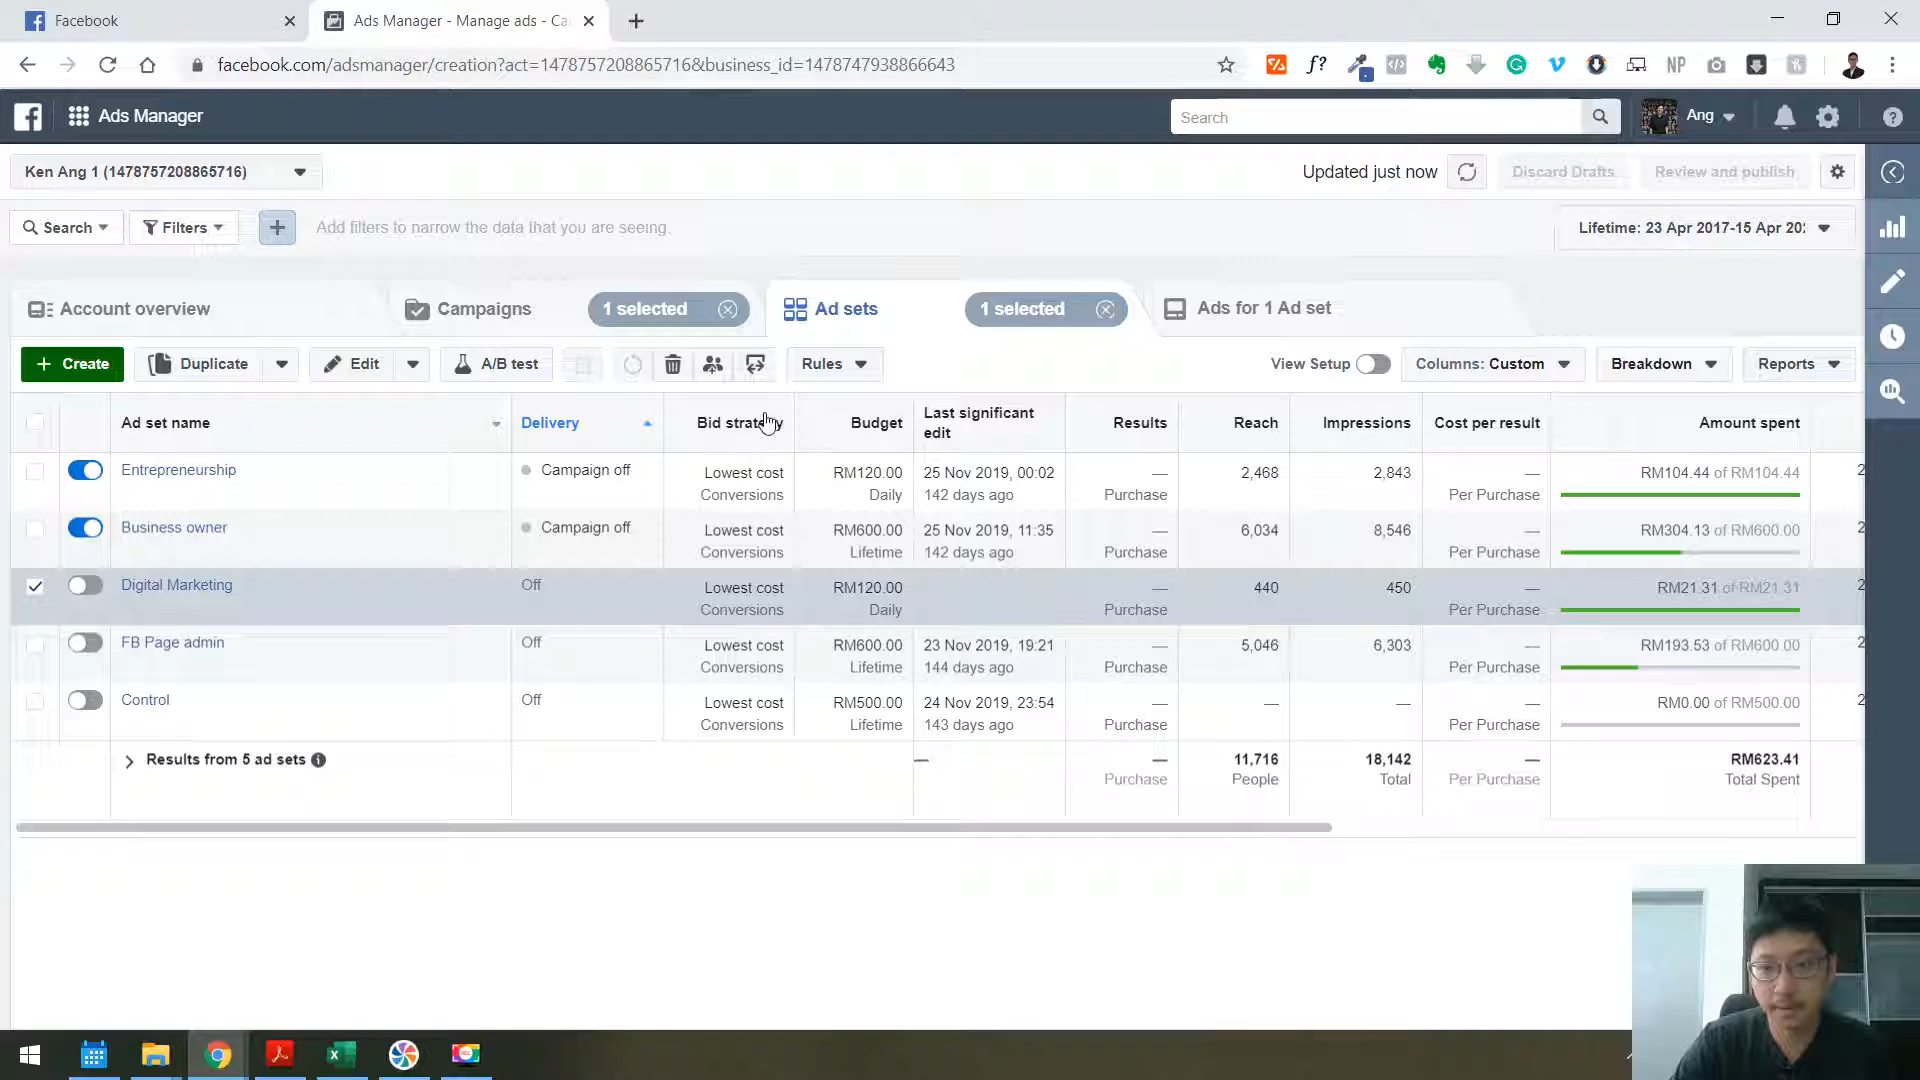 Facebook
Ads Manager - Manage ads - Ca
facebook.com/adsmanager/creation?act=1478757208865716&business_id=1478747938866643
f?
NP
Ads Manager
Search
Ang
Ken Ang 1 (1478757208865716)
Updated just now
Discard Drafts
Review and publish
Search
Filters
Add filters to narrow the data that you are seeing.
Lifetime: 23 Apr 2017-15 Apr 202
Account overview
Campaigns
1 selected
Ad sets
1 selected
Ads for 1 Ad set
+ Create
Duplicate
Edit
A/B test
Rules
View Setup
Columns: Custom
Breakdown
Reports
Ad set name
Delivery
Bid strategy
Budget
Last significant
edit
Results
Reach
Impressions
Cost per result
Amount spent
Entrepreneurship
Campaign off
Lowest cost
Conversions
RM120.00
Daily
25 Nov 2019, 00:02
142 days ago
—
Purchase
2,468
2,843
—
Per Purchase
RM104.44 of RM104.44
2
Business owner
Campaign off
Lowest cost
Conversions
RM600.00
Lifetime
25 Nov 2019, 11:35
142 days ago
—
Purchase
6,034
8,546
—
Per Purchase
RM304.13 of RM600.00
2
Digital Marketing
Off
Lowest cost
Conversions
RM120.00
Daily
—
Purchase
440
450
—
Per Purchase
RM21.31 of RM21.31
2
FB Page admin
Off
Lowest cost
Conversions
RM600.00
Lifetime
23 Nov 2019, 19:21
144 days ago
—
Purchase
5,046
6,303
—
Per Purchase
RM193.53 of RM600.00
2
Control
Off
Lowest cost
Conversions
RM500.00
Lifetime
24 Nov 2019, 23:54
143 days ago
—
Purchase
—
—
—
Per Purchase
RM0.00 of RM500.00
2
Results from 5 ad sets
—
—
Purchase
11,716
People
18,142
Total
—
Per Purchase
RM623.41
Total Spent